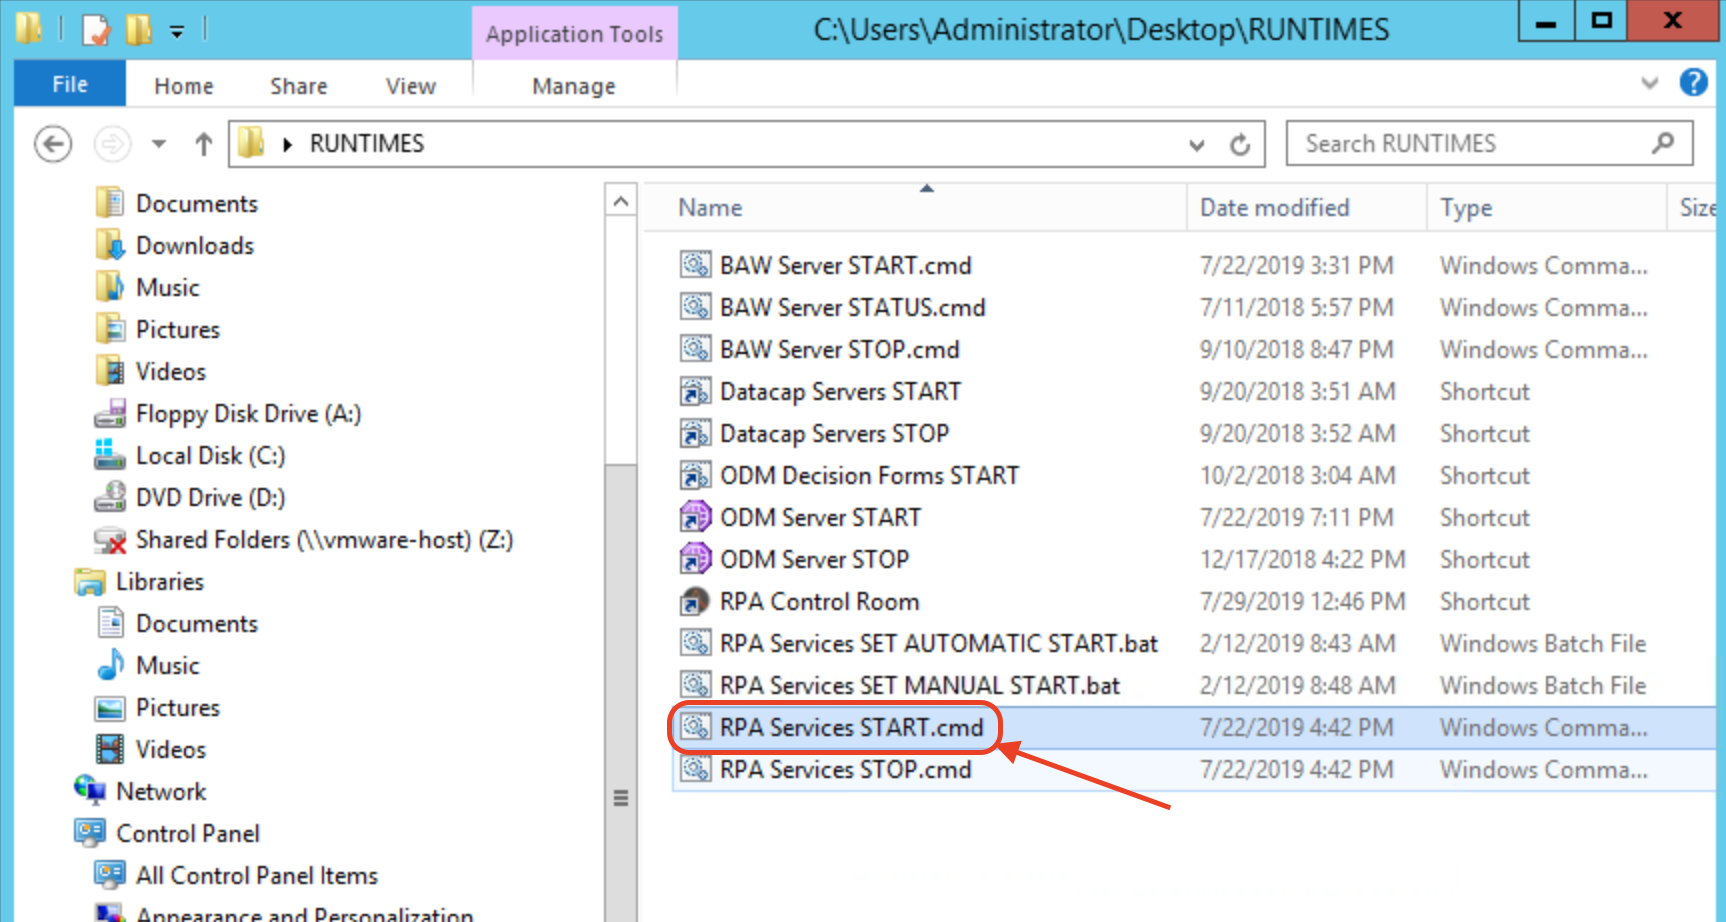 Application Tools
C:\Users\Administrator\Desktop\RUNTIMES
File Home Share View Manage
RUNTIMES
Search RUNTIMES
Documents
Downloads
Music
Pictures
Videos
Floppy Disk Drive (A:)
Local Disk (C:)
DVD Drive (D:)
Shared Folders (\\vmware-host) (Z:)
Libraries
Documents
Music
Pictures
Videos
Network
Control Panel
All Control Panel Items
Appearance and Personalization
Name Date modified Type Size
BAW Server START.cmd 7/22/2019 3:31 PM Windows Comma...
BAW Server STATUS.cmd 7/11/2018 5:57 PM Windows Comma...
BAW Server STOP.cmd 9/10/2018 8:47 PM Windows Comma...
Datacap Servers START 9/20/2018 3:51 AM Shortcut
Datacap Servers STOP 9/20/2018 3:52 AM Shortcut
ODM Decision Forms START 10/2/2018 3:04 AM Shortcut
ODM Server START 7/22/2019 7:11 PM Shortcut
ODM Server STOP 12/17/2018 4:22 PM Shortcut
RPA Control Room 7/29/2019 12:46 PM Shortcut
RPA Services SET AUTOMATIC START.bat 2/12/2019 8:43 AM Windows Batch File
RPA Services SET MANUAL START.bat 2/12/2019 8:48 AM Windows Batch File
RPA Services START.cmd 7/22/2019 4:42 PM Windows Comma...
RPA Services STOP.cmd 7/22/2019 4:42 PM Windows Comma...